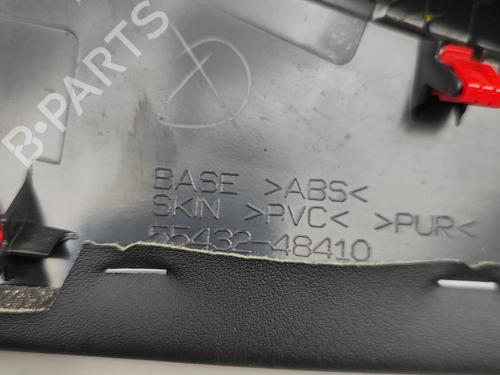 B-PARTS
BASE >ABS<
SKIN >PVC< >PUR<
55432-48410